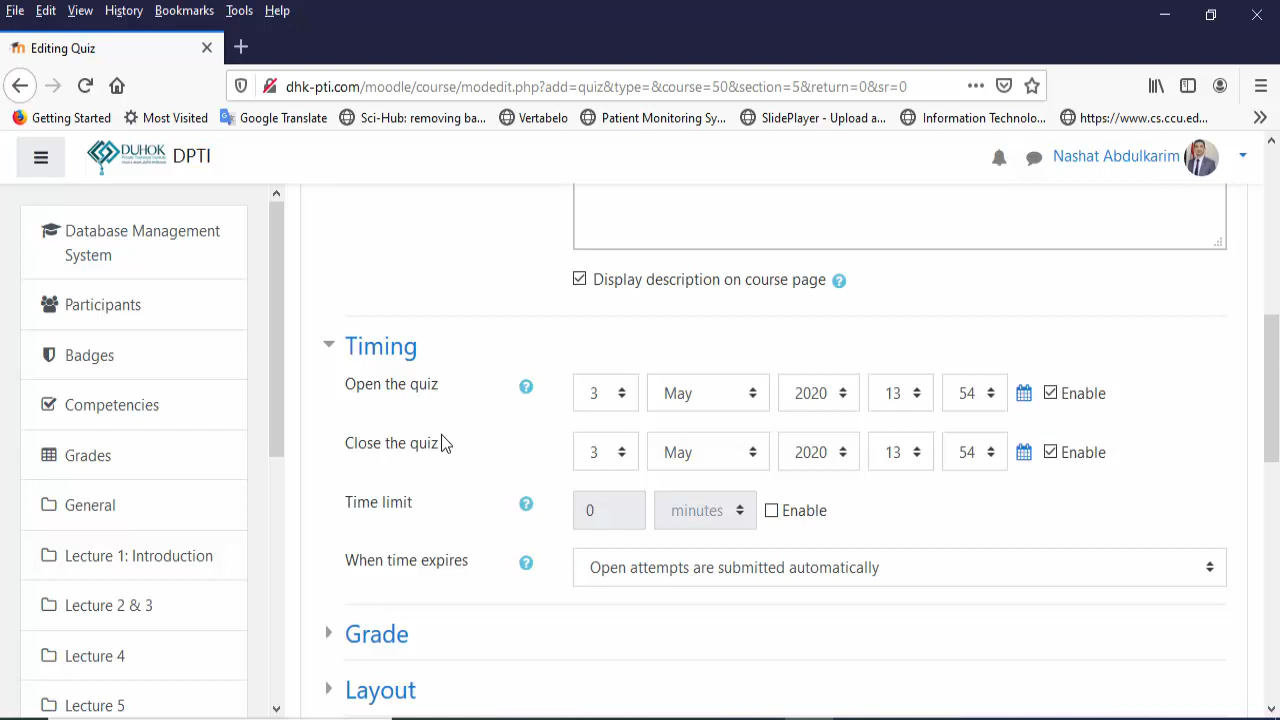 File Edit View History Bookmarks Tools Help
Editing Quiz
dhk-pti.com/moodle/course/modedit.php?add=quiz&type=&course=50&section=5&return=0&sr=0
Getting Started Most Visited Google Translate Sci-Hub: removing ba... Vertabelo Patient Monitoring Sy... SlidePlayer - Upload a... Information Technolo... https://www.cs.ccu.ed...
DUHOK DPTI Nashat Abdulkarim
Database Management
System
Participants
Badges
Competencies
Grades
General
Lecture 1: Introduction
Lecture 2 & 3
Lecture 4
Lecture 5
Display description on course page
Timing
Open the quiz 3 May 2020 13 54 Enable
Close the quiz 3 May 2020 13 54 Enable
Time limit 0 minutes Enable
When time expires Open attempts are submitted automatically
Grade
Layout